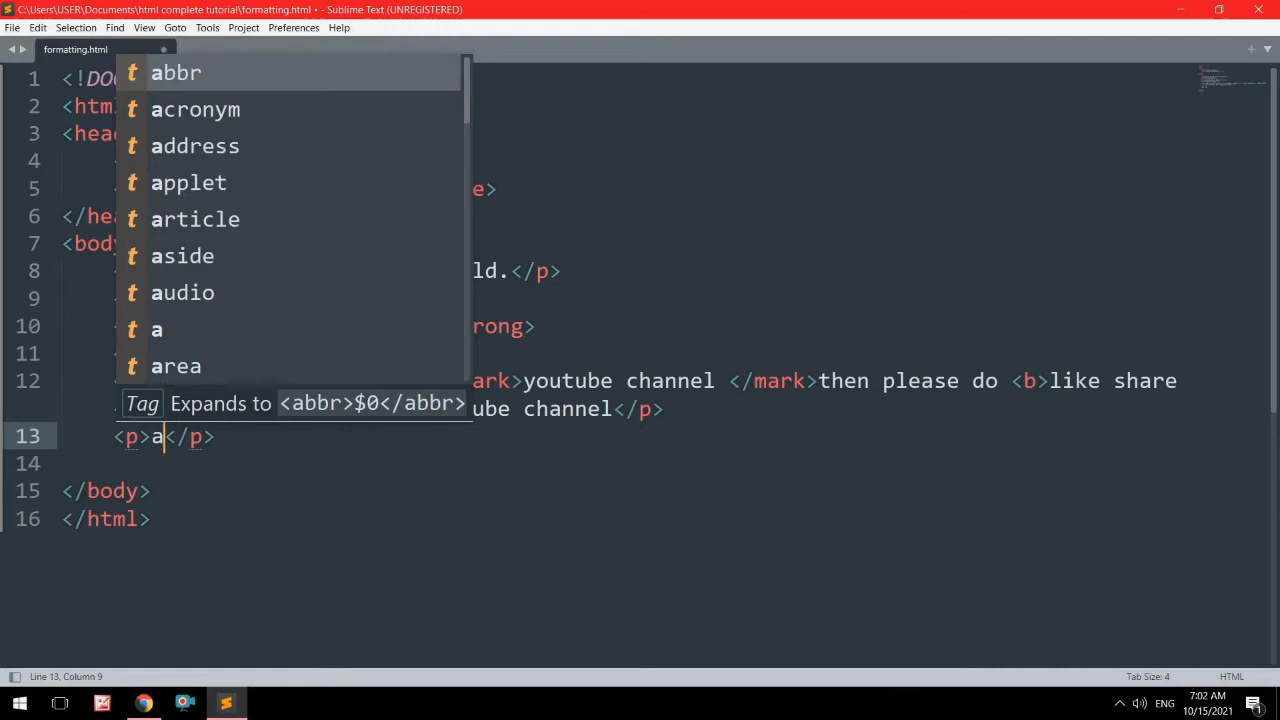 C:\Users\USER\Documents\html complete tutorial\formatting.html • - Sublime Text (UNREGISTERED)
File Edit Selection Find View Goto Tools Project Preferences Help
formatting.html
1 <!DOC
2 <html
3 <head
4 <
5 e>
6 </hea
7 <body
8 ld.</p>
9
10 rong>
11
12 ark>youtube channel </mark>then please do <b>like share
ube channel</p>
13 <p>a</p>
14
15 </body>
16 </html>
abbr
acronym
address
applet
article
aside
audio
a
area
Tag Expands to <abbr>$0</abbr>
Line 13, Column 9
Tab Size: 4
HTML
ENG
7:02 AM
10/15/2021
1